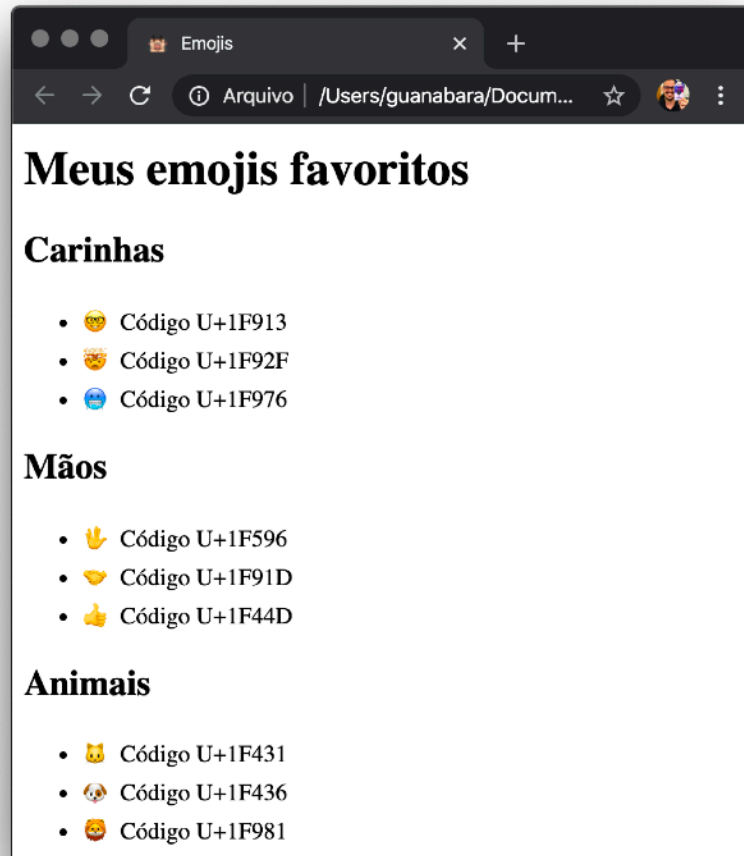 Emojis
Arquivo | /Users/guanabara/Docum...
Meus emojis favoritos
Carinhas
🤓 Código U+1F913
🤯 Código U+1F92F
🥶 Código U+1F976
Mãos
🖖 Código U+1F596
🤝 Código U+1F91D
👍 Código U+1F44D
Animais
🐱 Código U+1F431
🐶 Código U+1F436
🦁 Código U+1F981